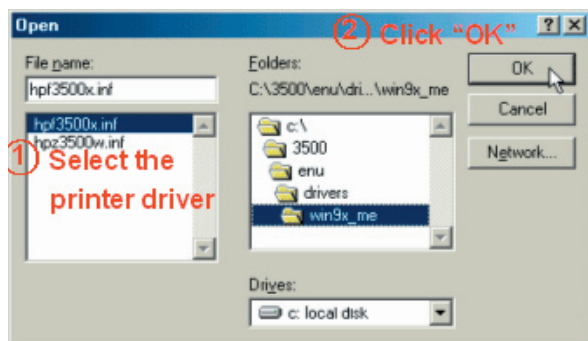 Open
② Click "OK"
File name:
hpf3500x.inf
hpf3500x.inf
hpz3500w.inf
① Select the
printer driver
Folders:
C:\3500\enu\dri...\win9x_me
c:\
3500
enu
drivers
win9x_me
Drives:
c: local disk
OK
Cancel
Network...